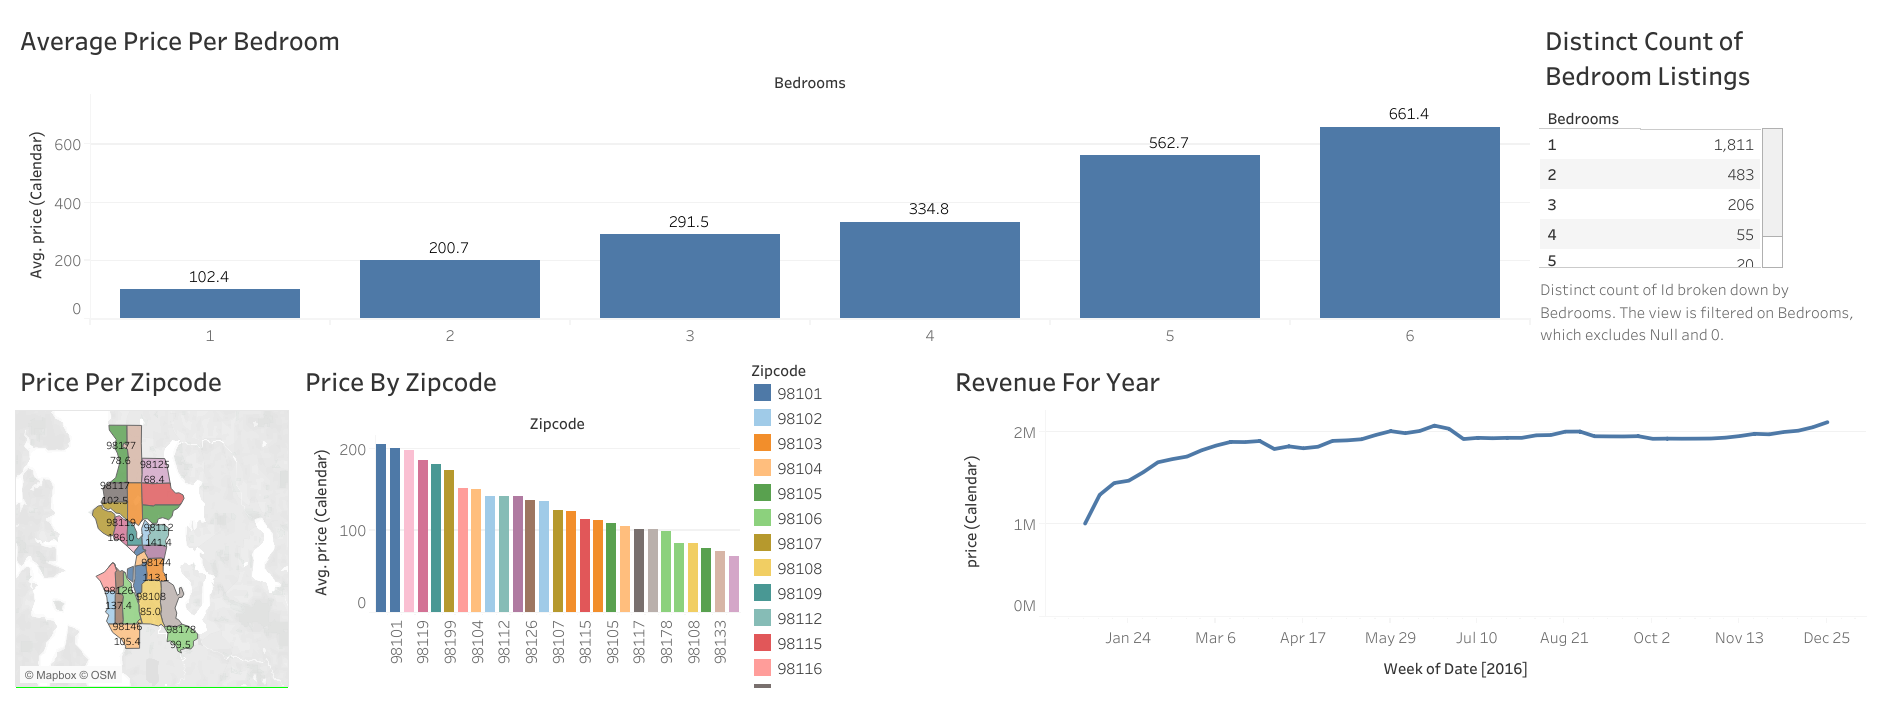 Average Price Per Bedroom
Bedrooms
Avg. price (Calendar)
600
400
200
0
102.4
200.7
291.5
334.8
562.7
661.4
1
2
3
4
5
6
Distinct Count of
Bedroom Listings
Bedrooms
1 1,811
2 483
3 206
4 55
5 20
Distinct count of Id broken down by
Bedrooms. The view is filtered on Bedrooms,
which excludes Null and 0.
Price Per Zipcode
98177
78.6
98125
68.4
98117
102.5
98119
186.0
98112
141.4
98144
113.1
98126
137.4
98108
85.0
98146
105.4
98178
99.5
© Mapbox © OSM
Price By Zipcode
Zipcode
Avg. price (Calendar)
200
100
0
98101
98119
98199
98104
98112
98126
98107
98115
98105
98117
98178
98108
98133
Zipcode
98101
98102
98103
98104
98105
98106
98107
98108
98109
98112
98115
98116
Revenue For Year
price (Calendar)
2M
1M
0M
Jan 24
Mar 6
Apr 17
May 29
Jul 10
Aug 21
Oct 2
Nov 13
Dec 25
Week of Date [2016]